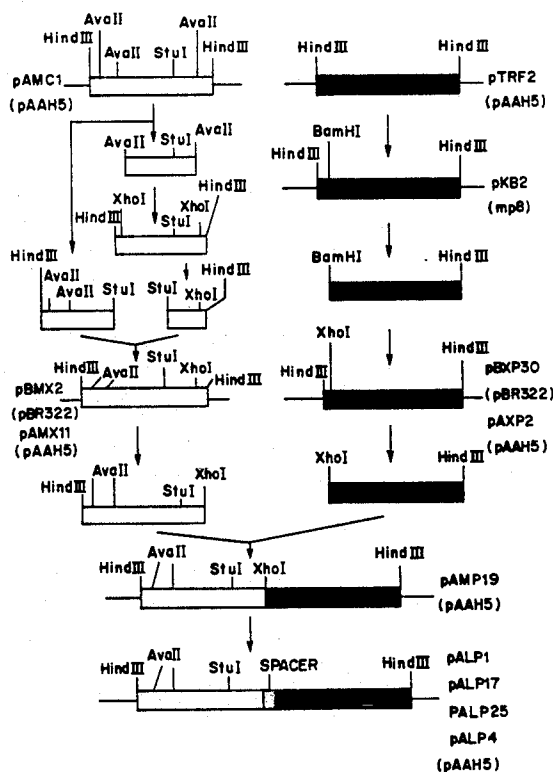 AvaII AvaII
HindIII AvaII StuI HindIII
pAMC1
(pAAH5)
HindIII HindIII
pTRF2
(pAAH5)
AvaII StuI AvaII
BamHI
HindIII HindIII
pKB2
(mp8)
XhoI HindIII
HindIII StuI XhoI
HindIII AvaII
AvaII StuI
StuI XhoI HindIII
BamHI HindIII
HindIII AvaII StuI XhoI HindIII
pBMX2
(pBR322)
pAMX11
(pAAH5)
XhoI
HindIII HindIII
pBXP30
(pBR322)
pAXP2
(pAAH5)
HindIII AvaII StuI XhoI
XhoI HindIII
HindIII AvaII StuI XhoI HindIII
pAMP19
(pAAH5)
HindIII AvaII StuI SPACER HindIII
pALP1
pALP17
PALP25
pALP4
(pAAH5)